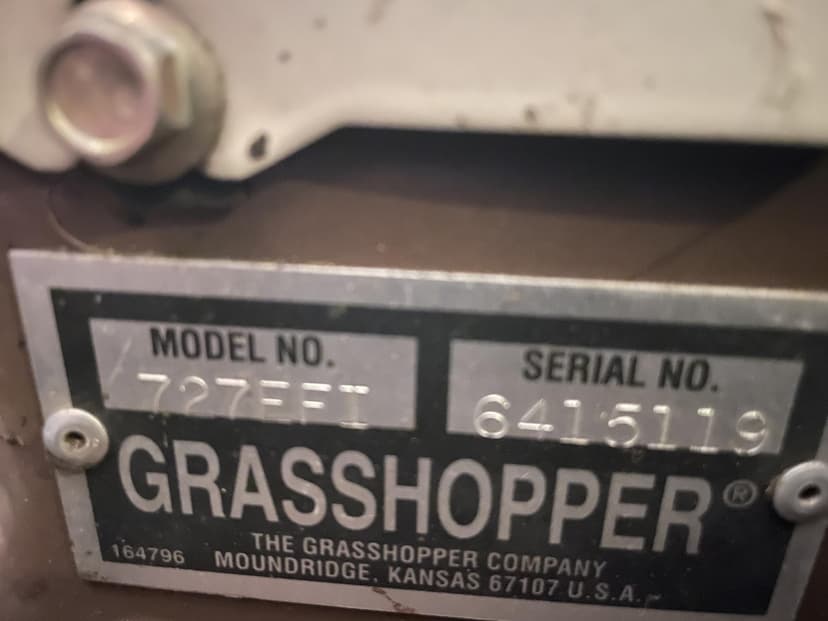 MODEL NO.
727EFI
SERIAL NO.
6415119
GRASSHOPPER®
THE GRASSHOPPER COMPANY
164796 MOUNDRIDGE, KANSAS 67107 U.S.A.